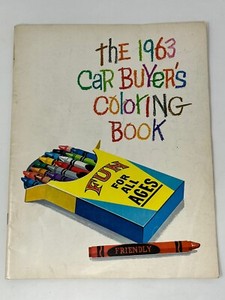 the 1963
Car Buyer's
Coloring
Book
FUN
FOR ALL
AGES
FRIENDLY